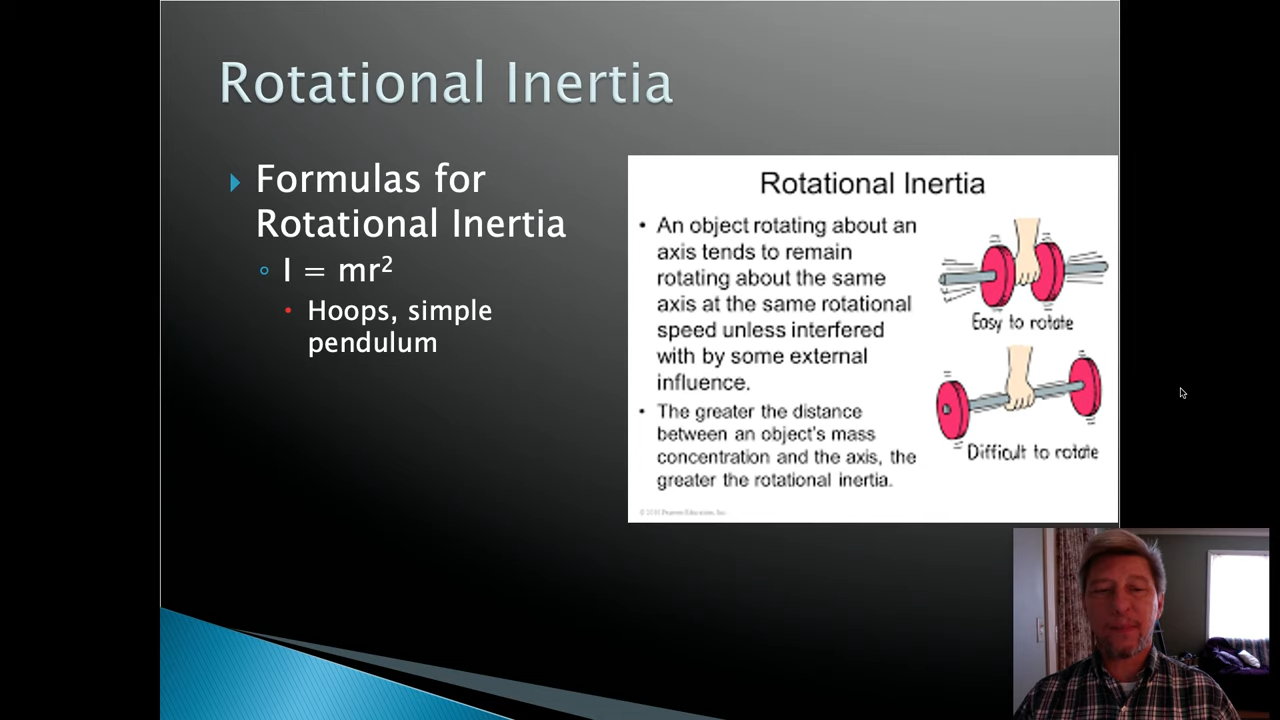 Rotational Inertia
Formulas for
Rotational Inertia
I = mr²
Hoops, simple
pendulum
Rotational Inertia
• An object rotating about an
axis tends to remain
rotating about the same
axis at the same rotational
speed unless interfered
with by some external
influence.
• The greater the distance
between an object's mass
concentration and the axis, the
greater the rotational inertia.
Easy to rotate
Difficult to rotate